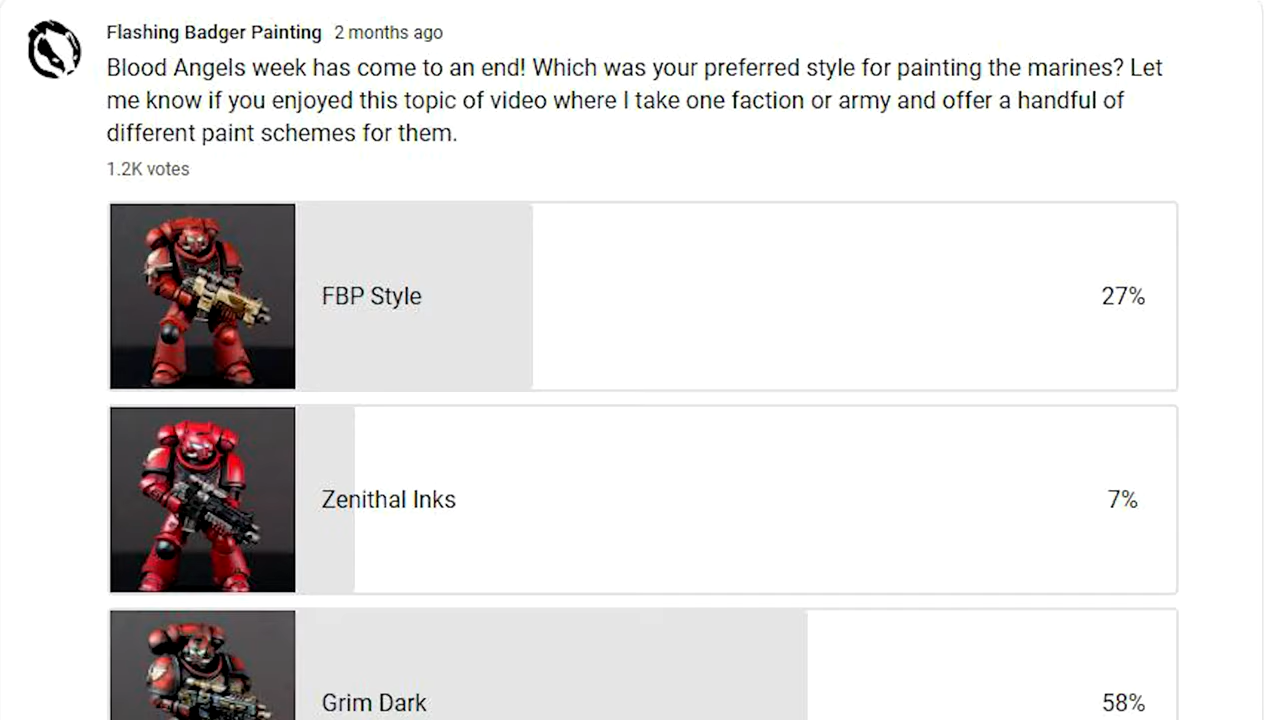 Flashing Badger Painting 2 months ago
Blood Angels week has come to an end! Which was your preferred style for painting the marines? Let
me know if you enjoyed this topic of video where I take one faction or army and offer a handful of
different paint schemes for them.
1.2K votes
FBP Style 27%
Zenithal Inks 7%
Grim Dark 58%